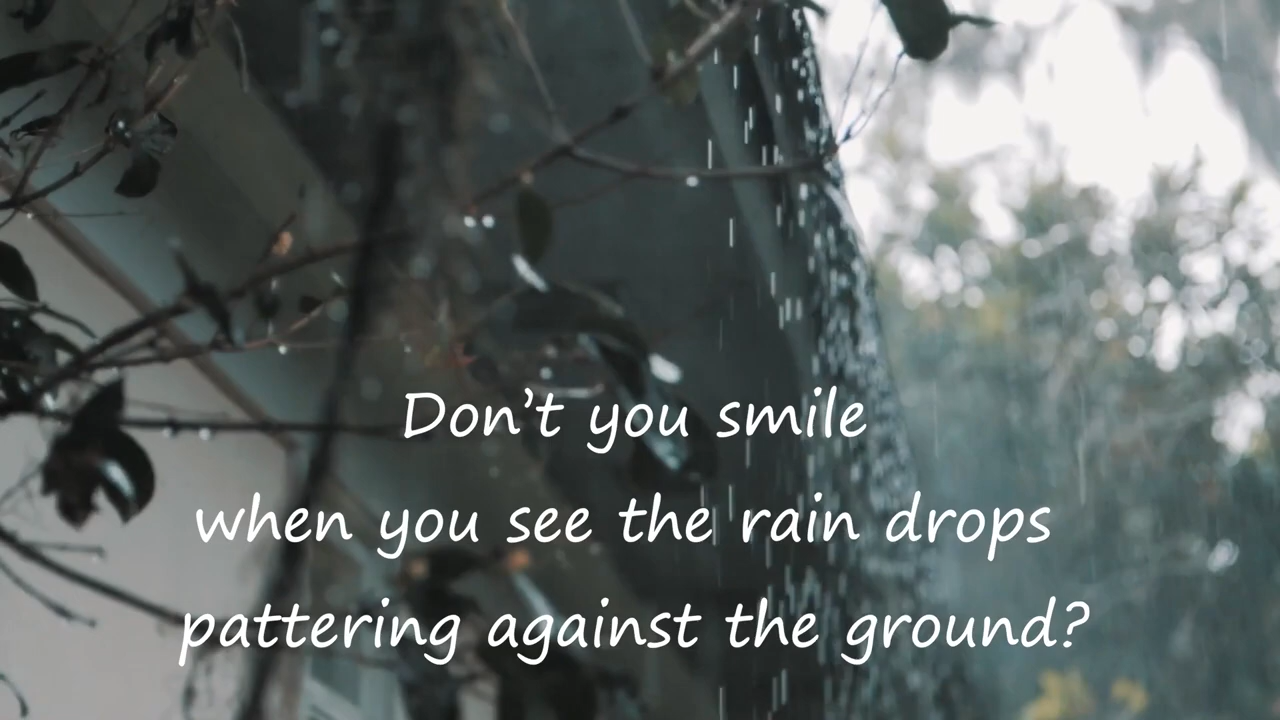 Don’t you smile
when you see the rain drops
pattering against the ground?